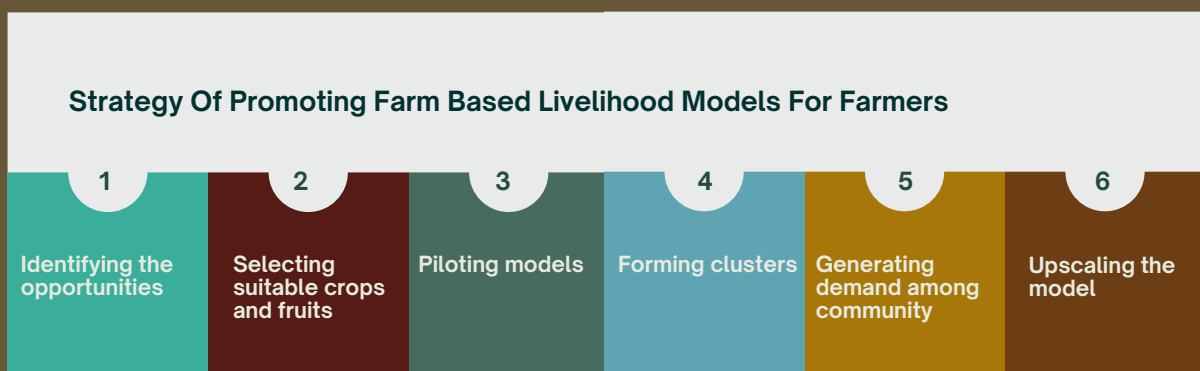 Strategy Of Promoting Farm Based Livelihood Models For Farmers
1
Identifying the
opportunities
2
Selecting
suitable crops
and fruits
3
Piloting models
4
Forming clusters
5
Generating
demand among
community
6
Upscaling the
model